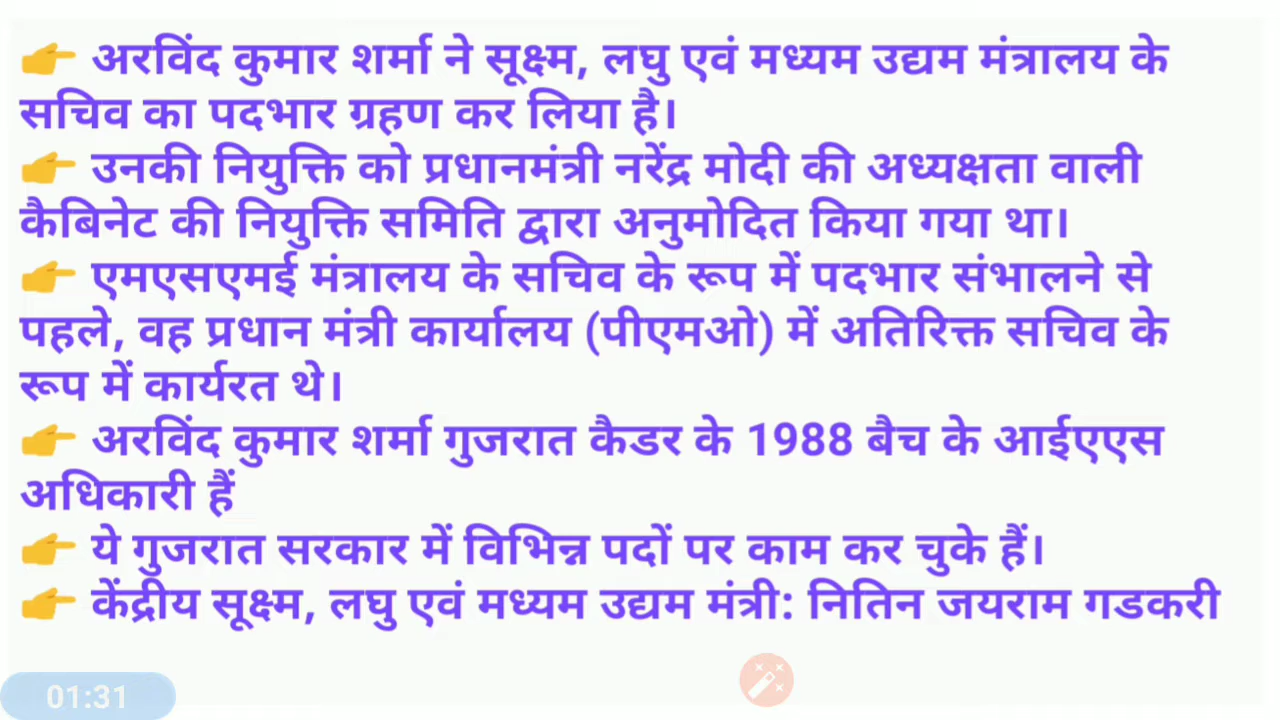 👉 अरविंद कुमार शर्मा ने सूक्ष्म, लघु एवं मध्यम उद्यम मंत्रालय के
सचिव का पदभार ग्रहण कर लिया है।
👉 उनकी नियुक्ति को प्रधानमंत्री नरेंद्र मोदी की अध्यक्षता वाली
कैबिनेट की नियुक्ति समिति द्वारा अनुमोदित किया गया था।
👉 एमएसएमई मंत्रालय के सचिव के रूप में पदभार संभालने से
पहले, वह प्रधान मंत्री कार्यालय (पीएमओ) में अतिरिक्त सचिव के
रूप में कार्यरत थे।
👉 अरविंद कुमार शर्मा गुजरात कैडर के 1988 बैच के आईएएस
अधिकारी हैं
👉 ये गुजरात सरकार में विभिन्न पदों पर काम कर चुके हैं।
👉 केंद्रीय सूक्ष्म, लघु एवं मध्यम उद्यम मंत्री: नितिन जयराम गडकरी
01:31